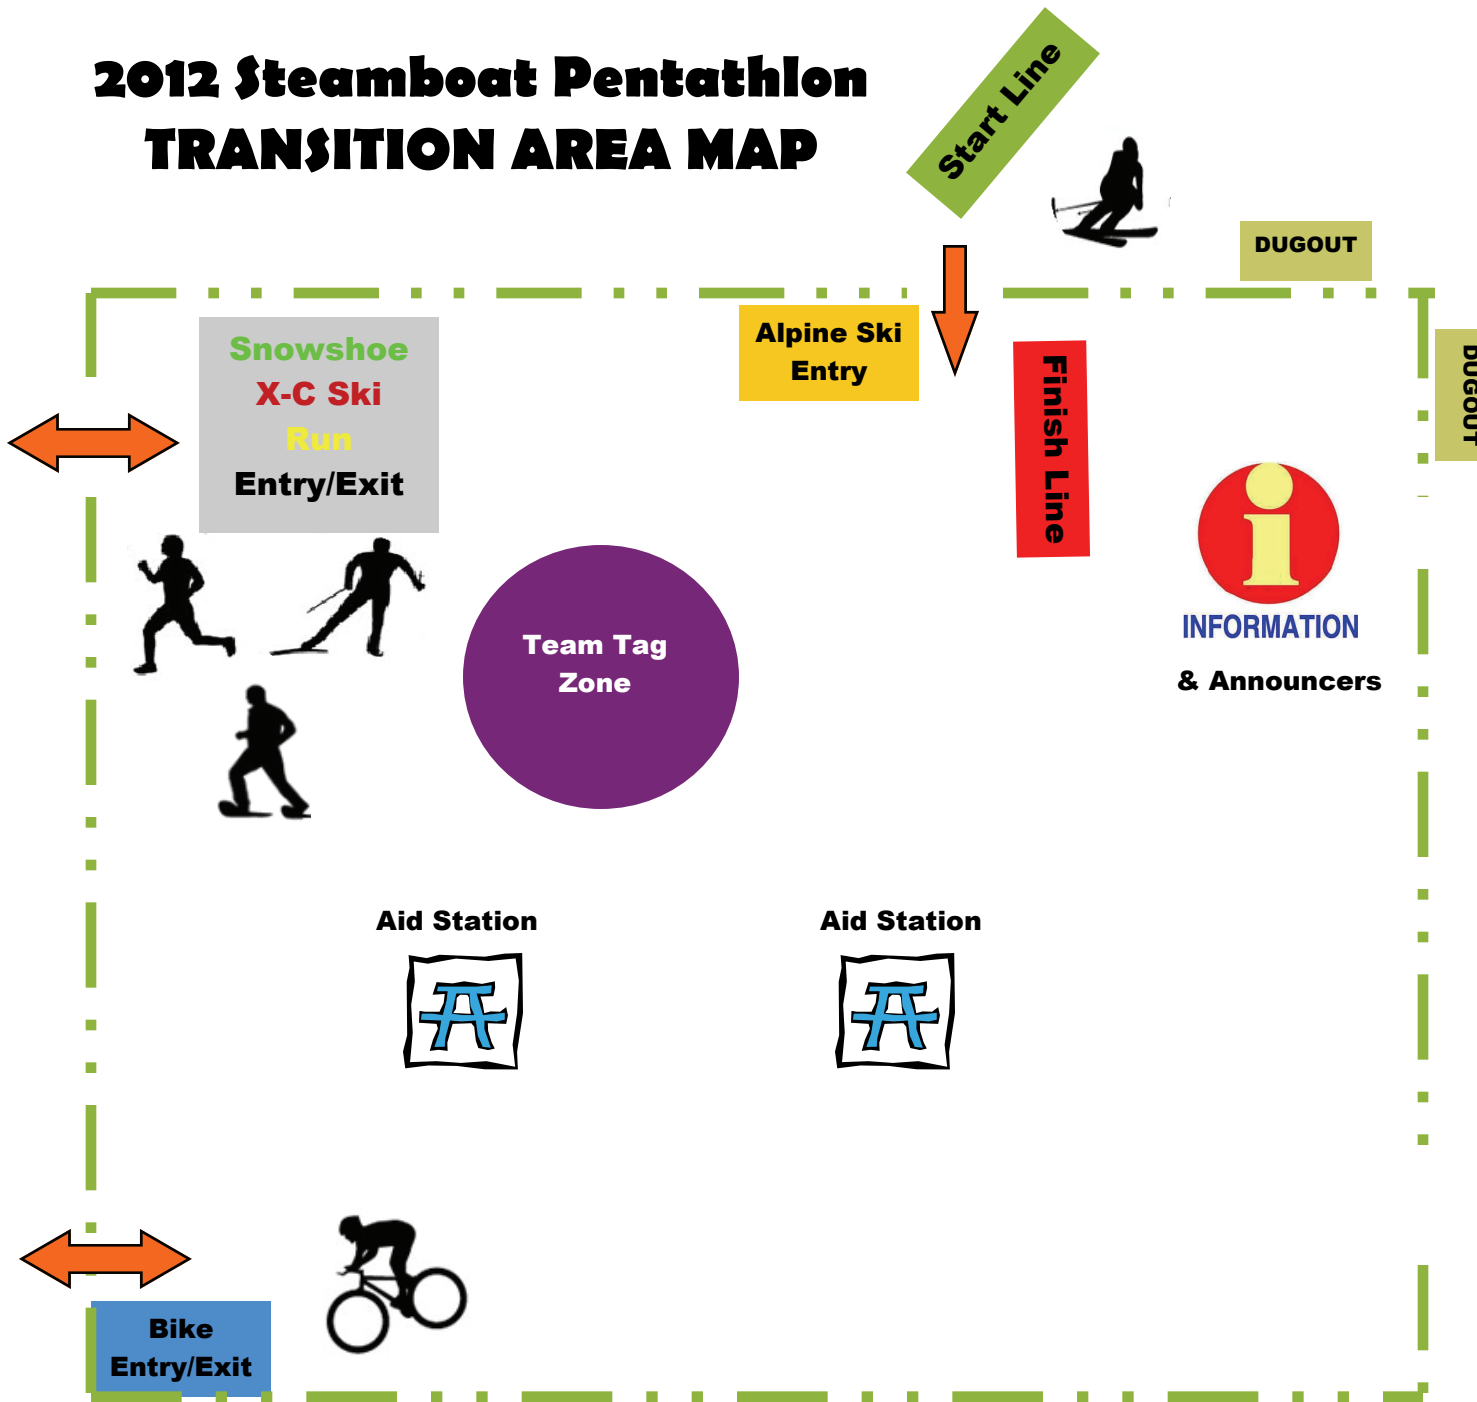 2012 Steamboat Pentathlon
TRANSITION AREA MAP
Start Line
DUGOUT
DUGOUT
Alpine Ski
Entry
Finish Line
Snowshoe
X-C Ski
Run
Entry/Exit
Team Tag
Zone
i
INFORMATION
& Announcers
Aid Station
Aid Station
Bike
Entry/Exit